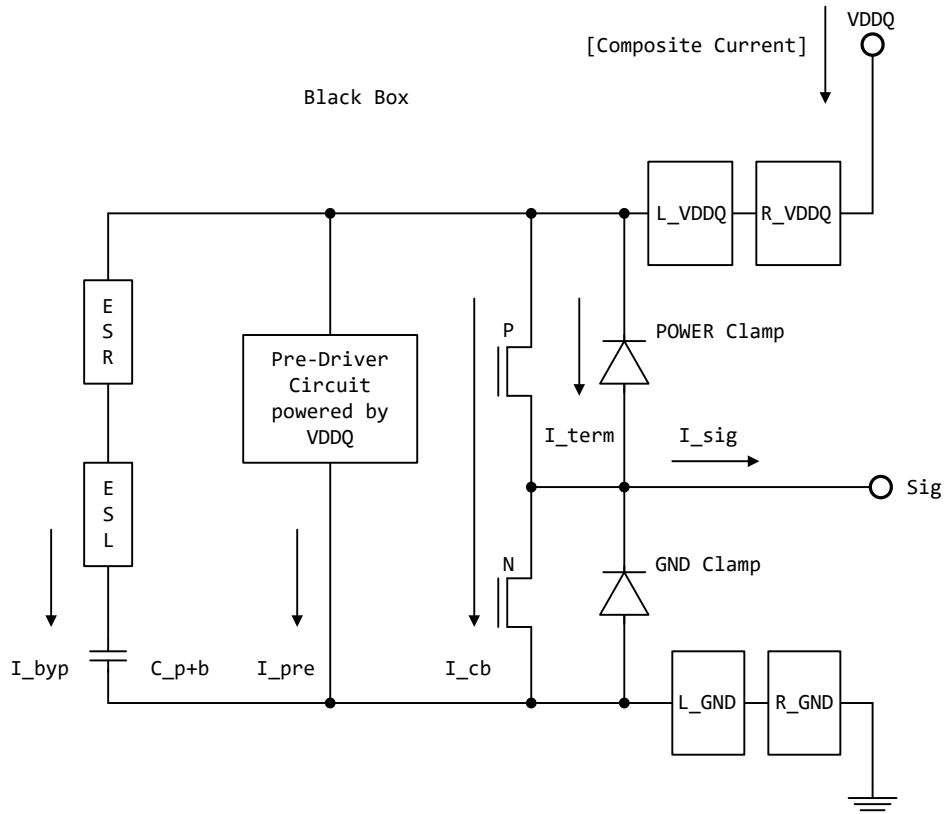 VDDQ
[Composite Current]
Black Box
L_VDDQ
R_VDDQ
E
S
R
P
POWER Clamp
Pre-Driver
Circuit
powered by
VDDQ
I_term
I_sig
E
S
L
Sig
N
GND Clamp
I_byp
C_p+b
I_pre
I_cb
L_GND
R_GND